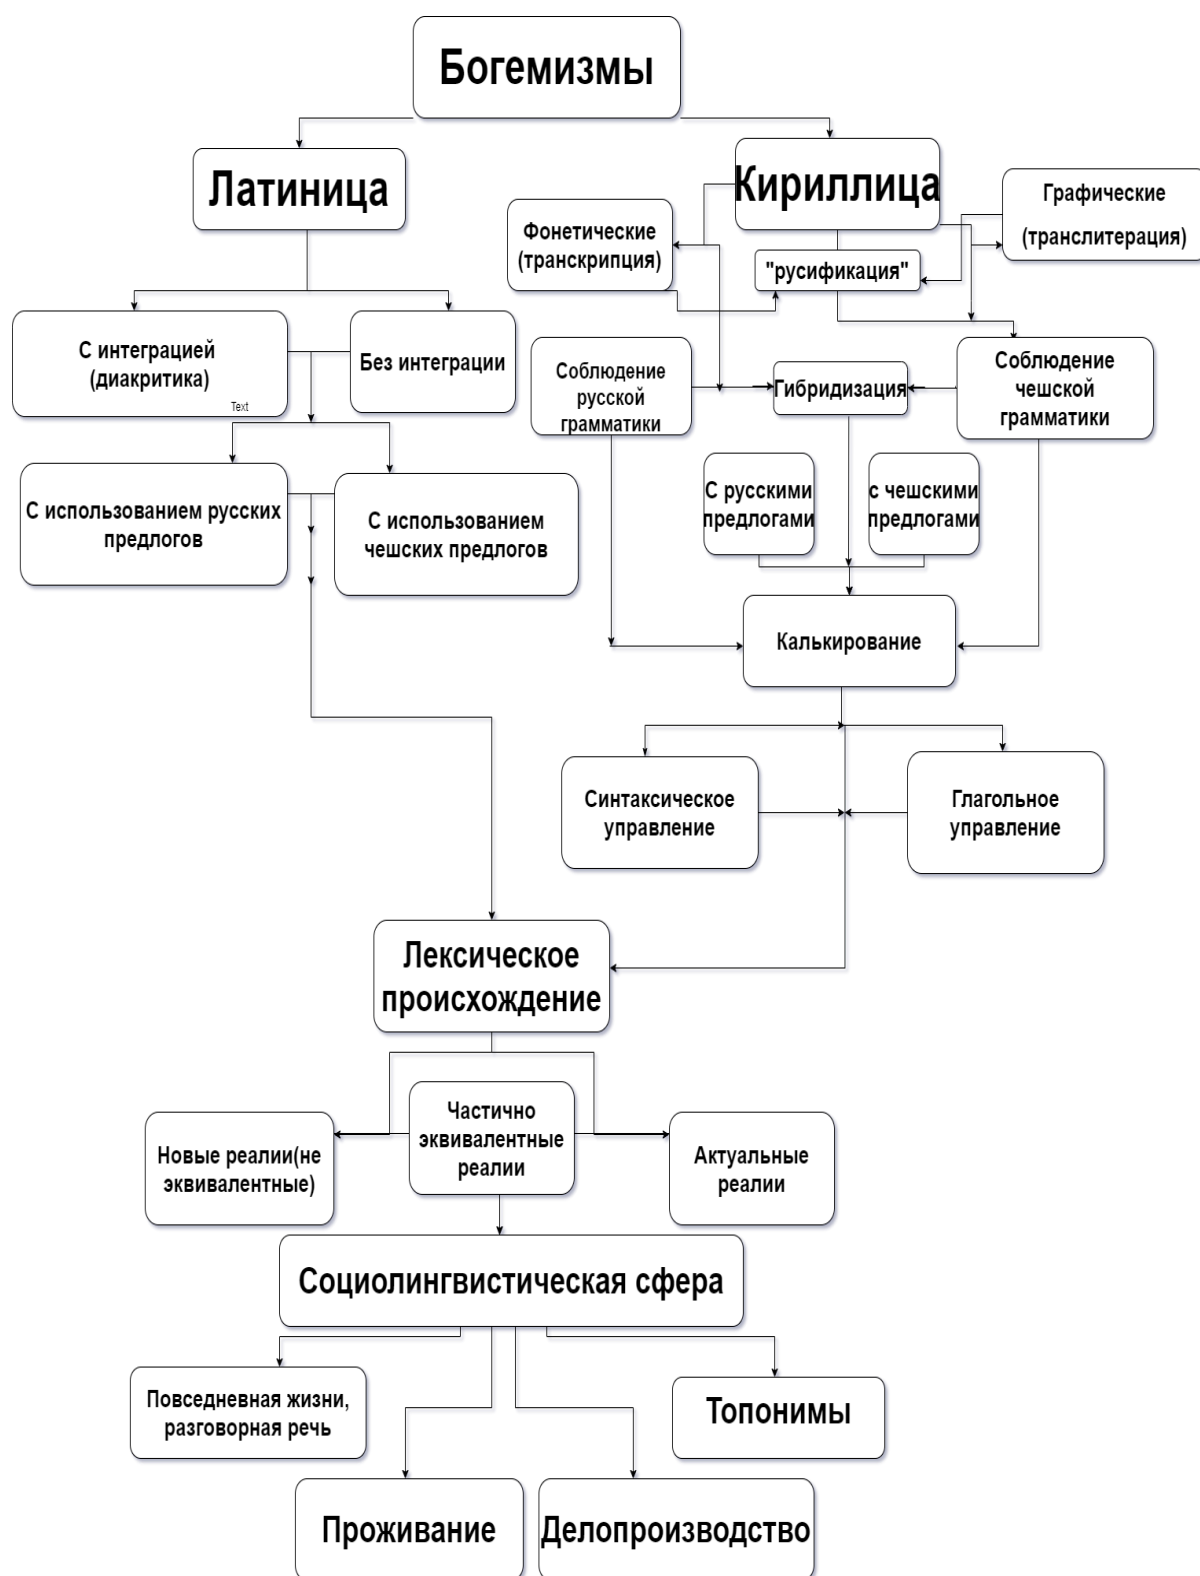 Богемизмы
Латиница
Кириллица
Графические
(транслитерация)
Фонетические
(транскрипция)
"русификация"
С интеграцией
(диакритика)
Text
Без интеграции
Соблюдение
русской
грамматики
Гибридизация
Соблюдение
чешской
грамматики
С использованием русских
предлогов
С использованием
чешских предлогов
С русскими
предлогами
с чешскими
предлогами
Калькирование
Синтаксическое
управление
Глагольное
управление
Лексическое
происхождение
Новые реалии(не
эквивалентные)
Частично
эквивалентные
реалии
Актуальные
реалии
Социолингвистическая сфера
Повседневная жизни,
разговорная речь
Топонимы
Проживание
Делопроизводство